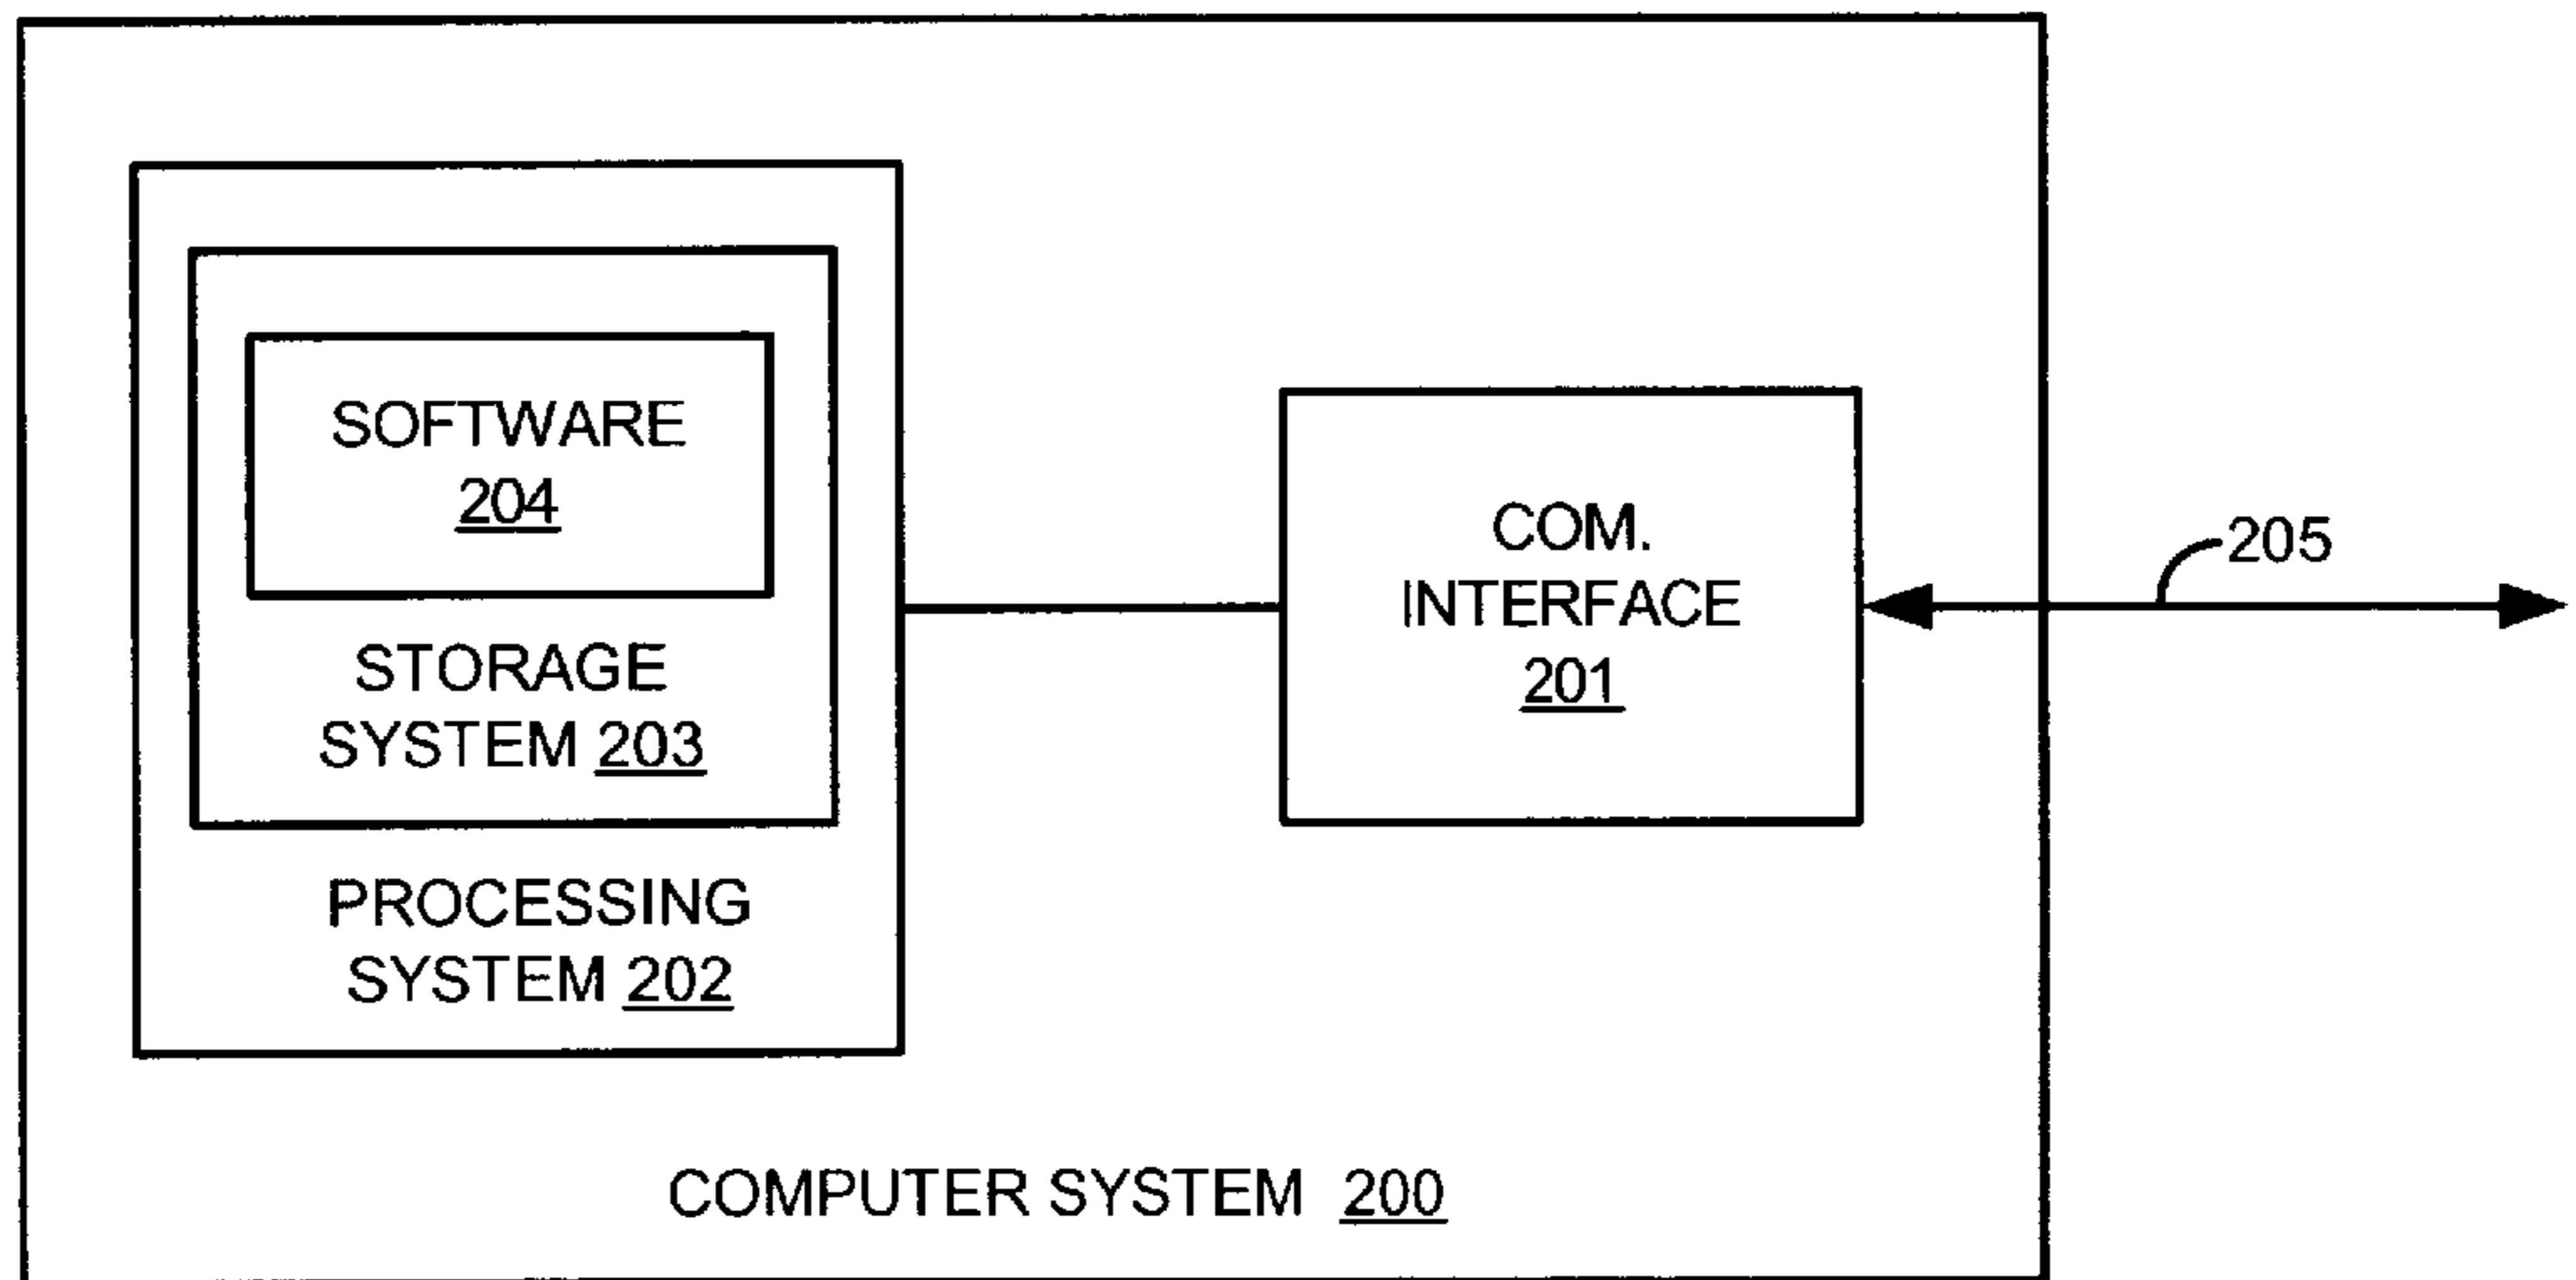 SOFTWARE
204
STORAGE
SYSTEM 203
PROCESSING
SYSTEM 202
COM.
INTERFACE
201
205
COMPUTER SYSTEM 200